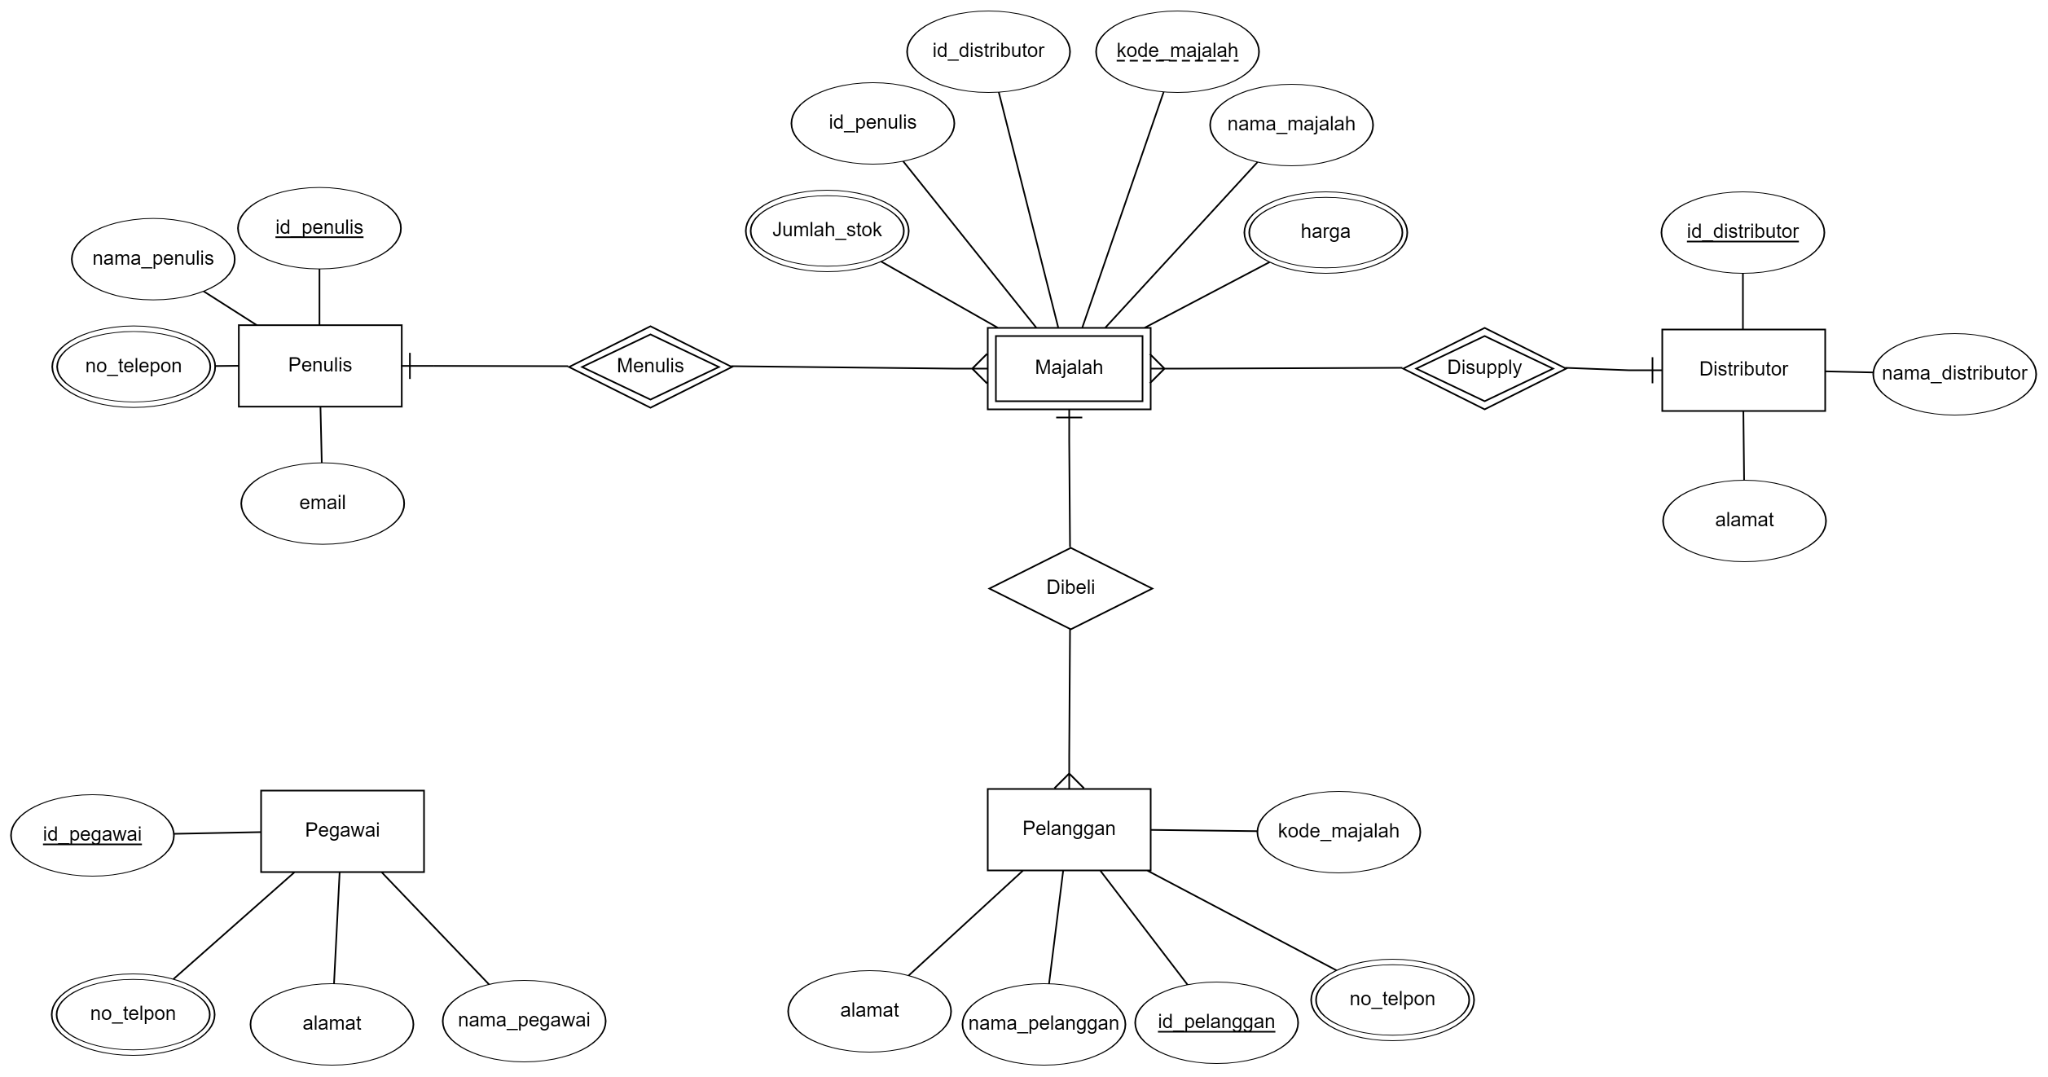 id_distributor
kode_majalah
id_penulis
nama_majalah
Jumlah_stok
harga
id_penulis
nama_penulis
id_distributor
no_telepon
Penulis
Menulis
Majalah
Disupply
Distributor
nama_distributor
email
alamat
Dibeli
id_pegawai
Pegawai
Pelanggan
kode_majalah
no_telpon
alamat
nama_pegawai
alamat
nama_pelanggan
id_pelanggan
no_telpon